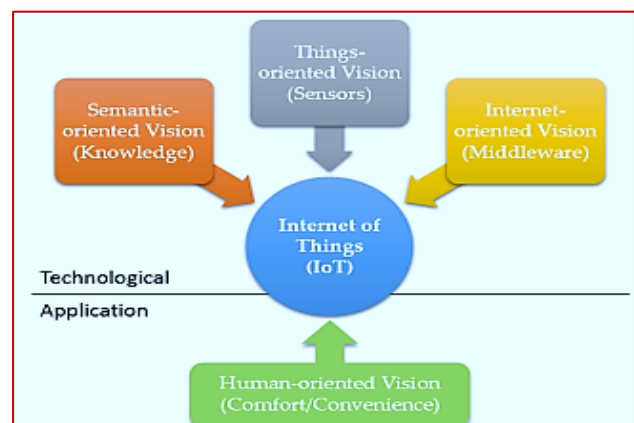 Things-
oriented Vision
(Sensors)
Semantic-
oriented Vision
(Knowledge)
Internet-
oriented Vision
(Middleware)
Internet of
Things
(IoT)
Technological
Application
Human-oriented Vision
(Comfort/Convenience)